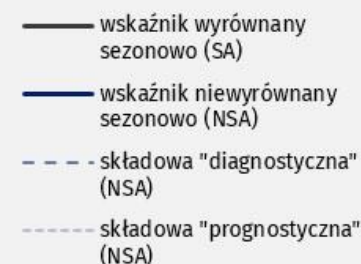 wskaźnik wyrównany
sezonowo (SA)
wskaźnik niewyrównany
sezonowo (NSA)
składowa "diagnostyczna"
(NSA)
składowa "prognostyczna"
(NSA)